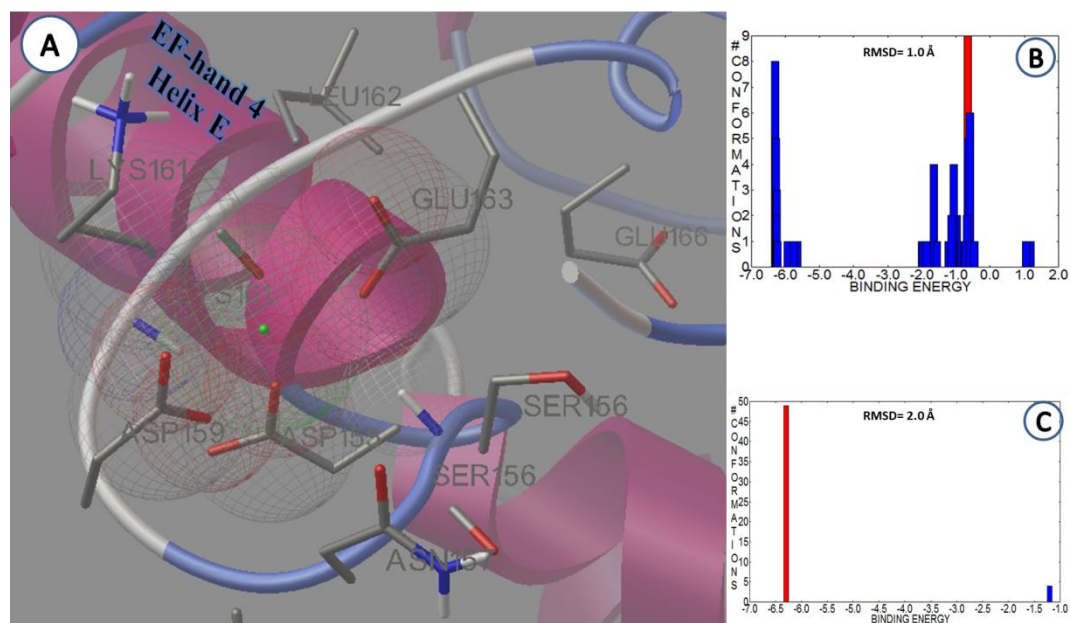 A
EF-hand 4
Helix E
LEU162
LYS161
GLU163
GLU166
ASP159
SER156
SER156
B
RMSD= 1.0 Å
# CONFORMATIONS
9
8
7
6
5
4
3
2
1
-7.0 -6.0 -5.0 -4.0 -3.0 -2.0 -1.0 0.0 1.0 2.0
BINDING ENERGY
C
RMSD= 2.0 Å
# CONFORMATIONS
50
45
40
35
30
25
20
15
10
5
0
-7.0 -6.5 -6.0 -5.5 -5.0 -4.5 -4.0 -3.5 -3.0 -2.5 -2.0 -1.5 -1.0
BINDING ENERGY